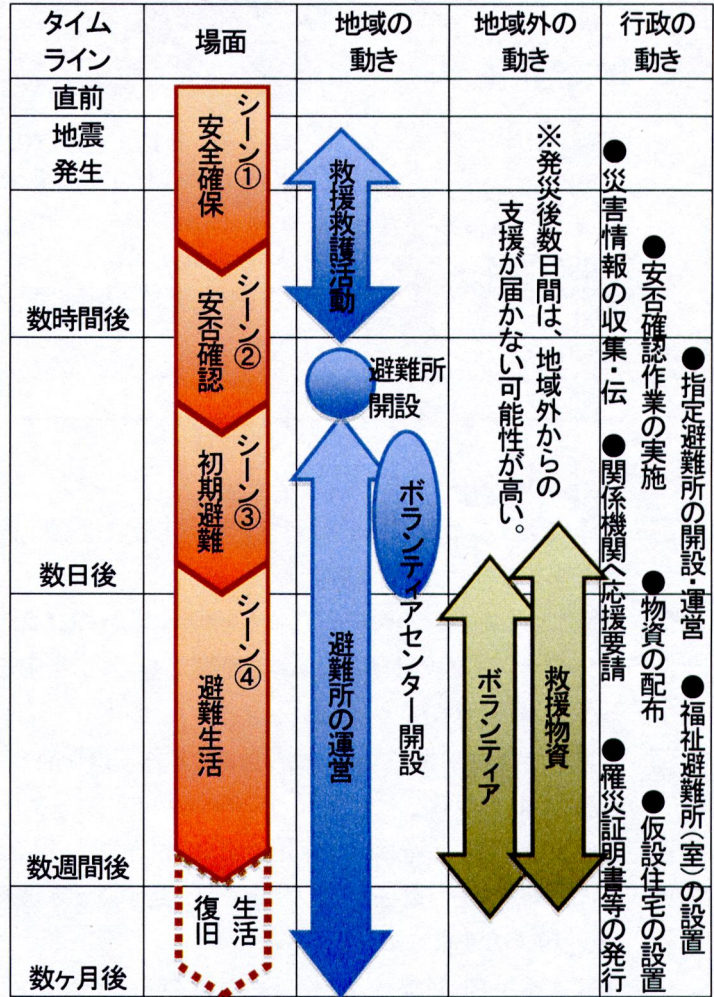 タイム
ライン
場面
地域の
動き
地域外の
動き
行政の
動き
直前
地震
発生
数時間後
数日後
数週間後
数ヶ月後
シーン①
安全確保
シーン②
安否確認
シーン③
初期避難
シーン④
避難生活
生活
復旧
救援救護活動
避難所
開設
ボランティアセンター開設
避難所の運営
※発災後数日間は、地域外からの
支援が届かない可能性が高い。
救援物資
ボランティア
●指定避難所の開設・運営
●福祉避難所(室)の設置
●安否確認作業の実施
●物資の配布
●仮設住宅の設置
●災害情報の収集・伝
●関係機関へ応援要請
●罹災証明書等の発行